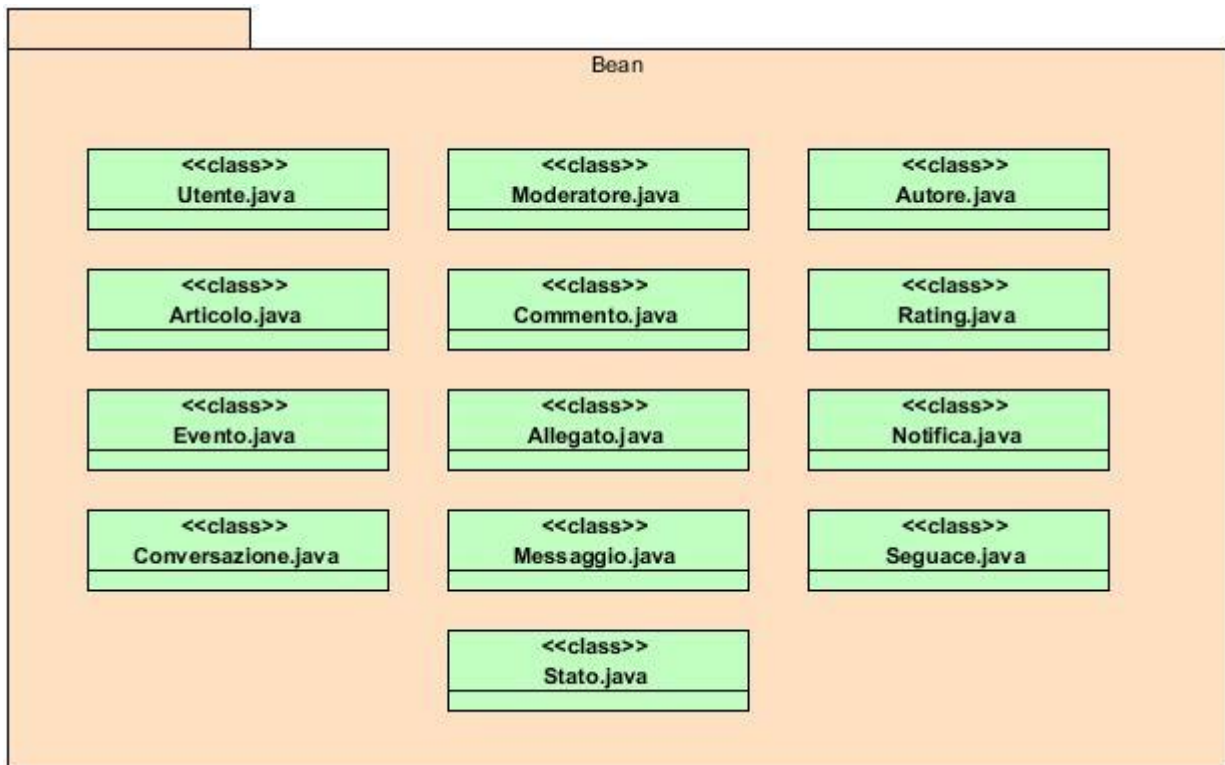 Bean
<<class>>
Utente.java
<<class>>
Moderatore.java
<<class>>
Autore.java
<<class>>
Articolo.java
<<class>>
Commento.java
<<class>>
Rating.java
<<class>>
Evento.java
<<class>>
Allegato.java
<<class>>
Notifica.java
<<class>>
Conversazione.java
<<class>>
Messaggio.java
<<class>>
Seguace.java
<<class>>
Stato.java